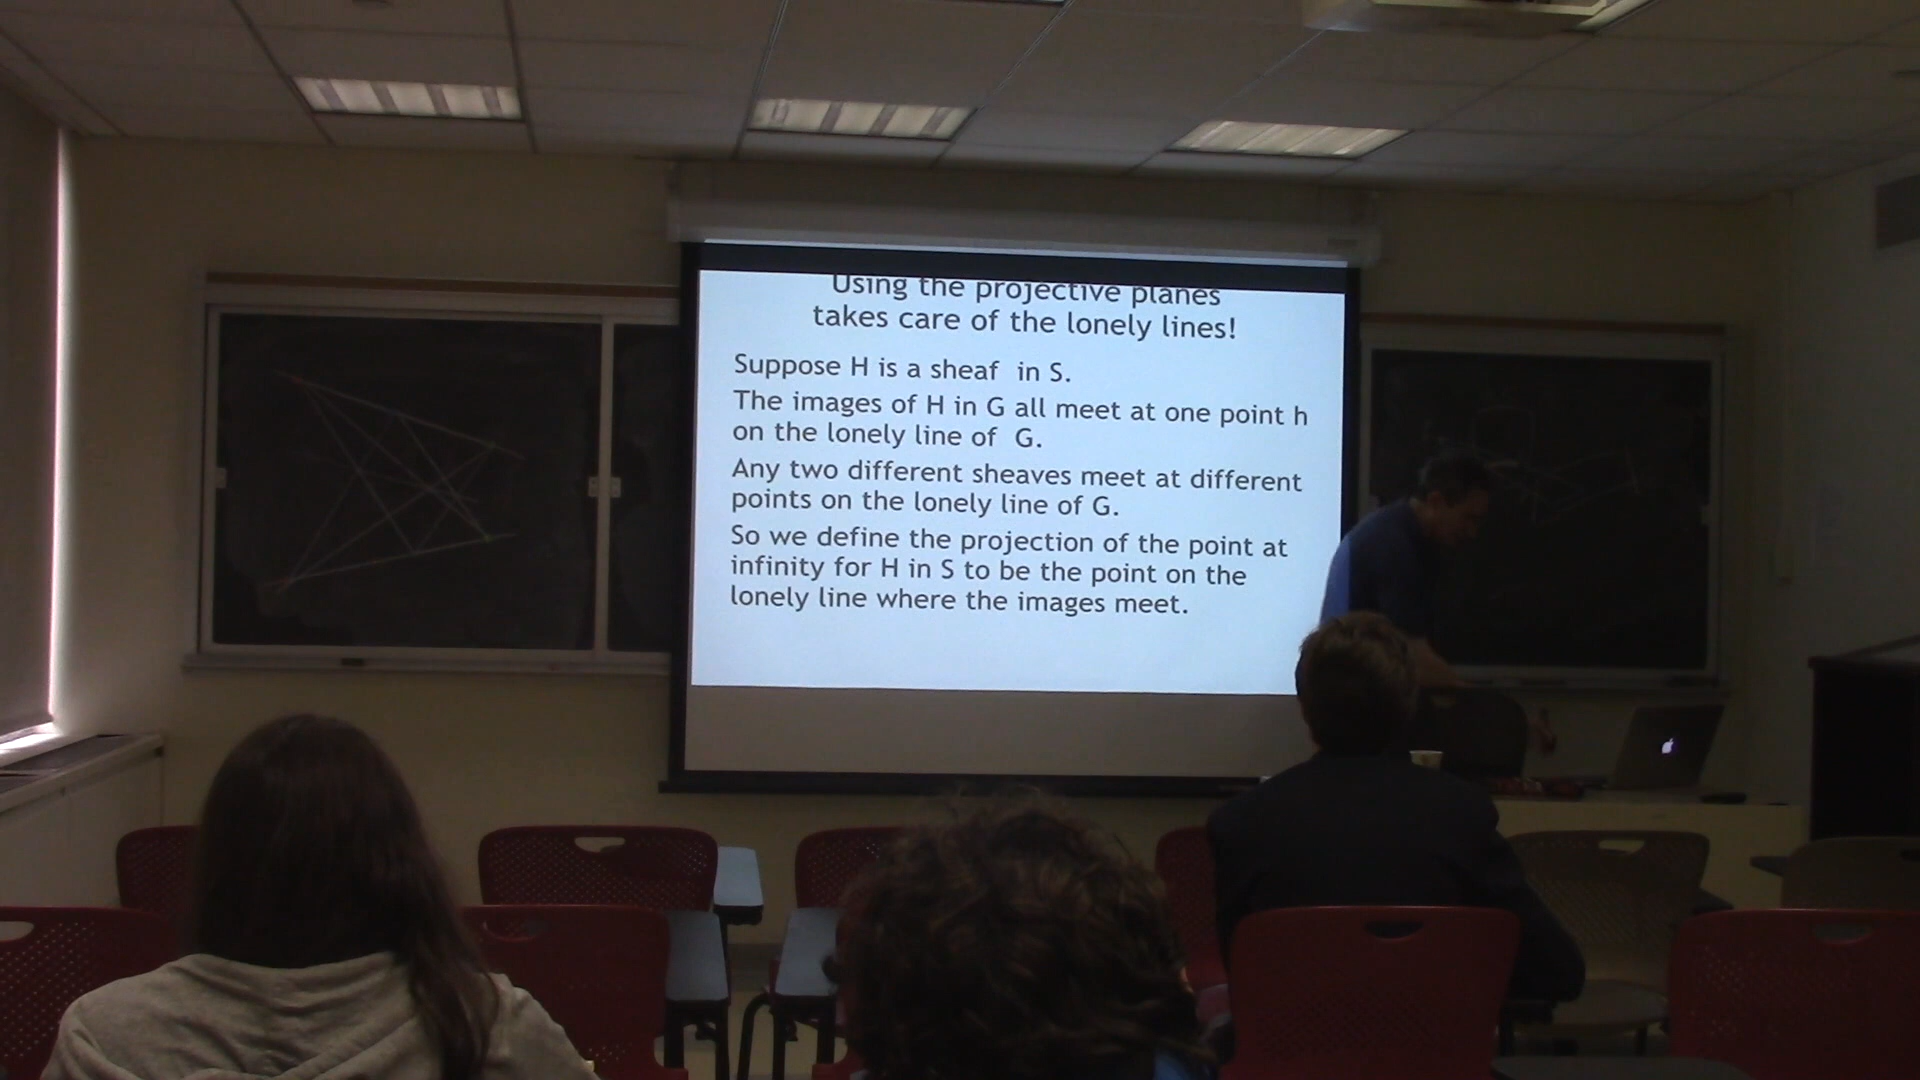 Using the projective planes
takes care of the lonely lines!
Suppose H is a sheaf in S.
The images of H in G all meet at one point h
on the lonely line of G.
Any two different sheaves meet at different
points on the lonely line of G.
So we define the projection of the point at
infinity for H in S to be the point on the
lonely line where the images meet.